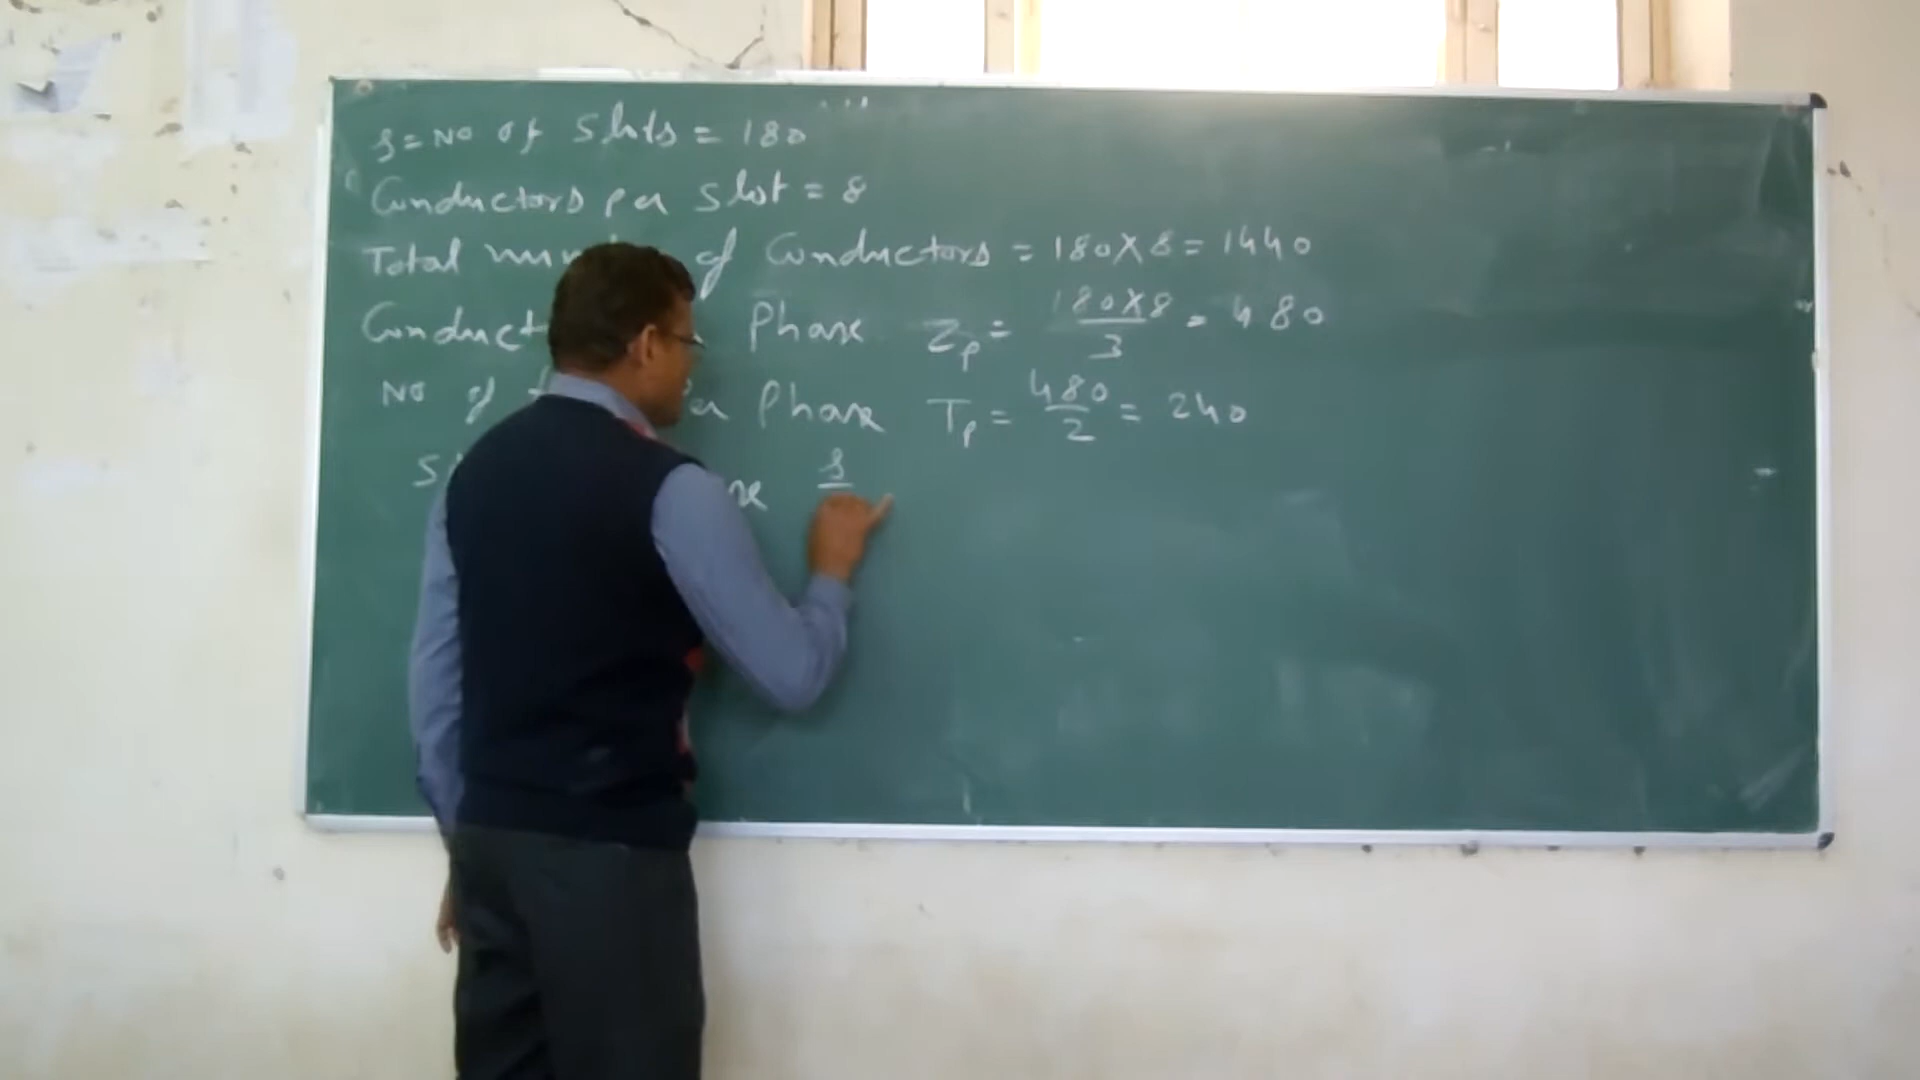 s = No of Slots = 180
Conductors per slot = 8
Total of Conductors = 180 X 8 = 1440
Phase Zp = 180X8/3 = 480
No of Per Phase Tp = 480/2 = 240
s